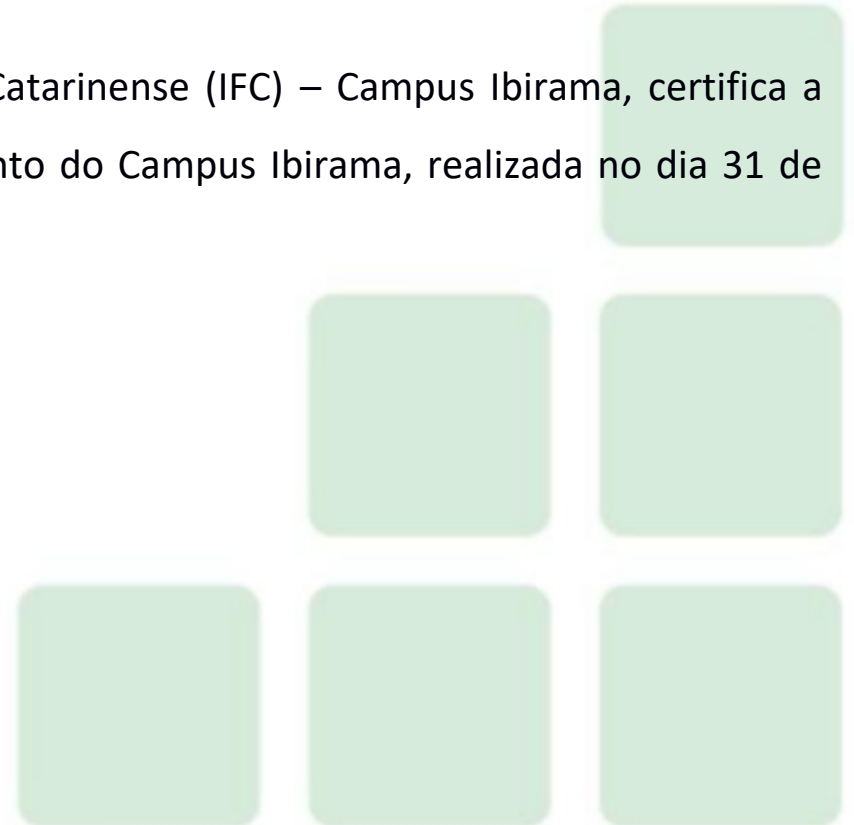 Catarinense (IFC) – Campus Ibirama, certifica a
nto do Campus Ibirama, realizada no dia 31 de